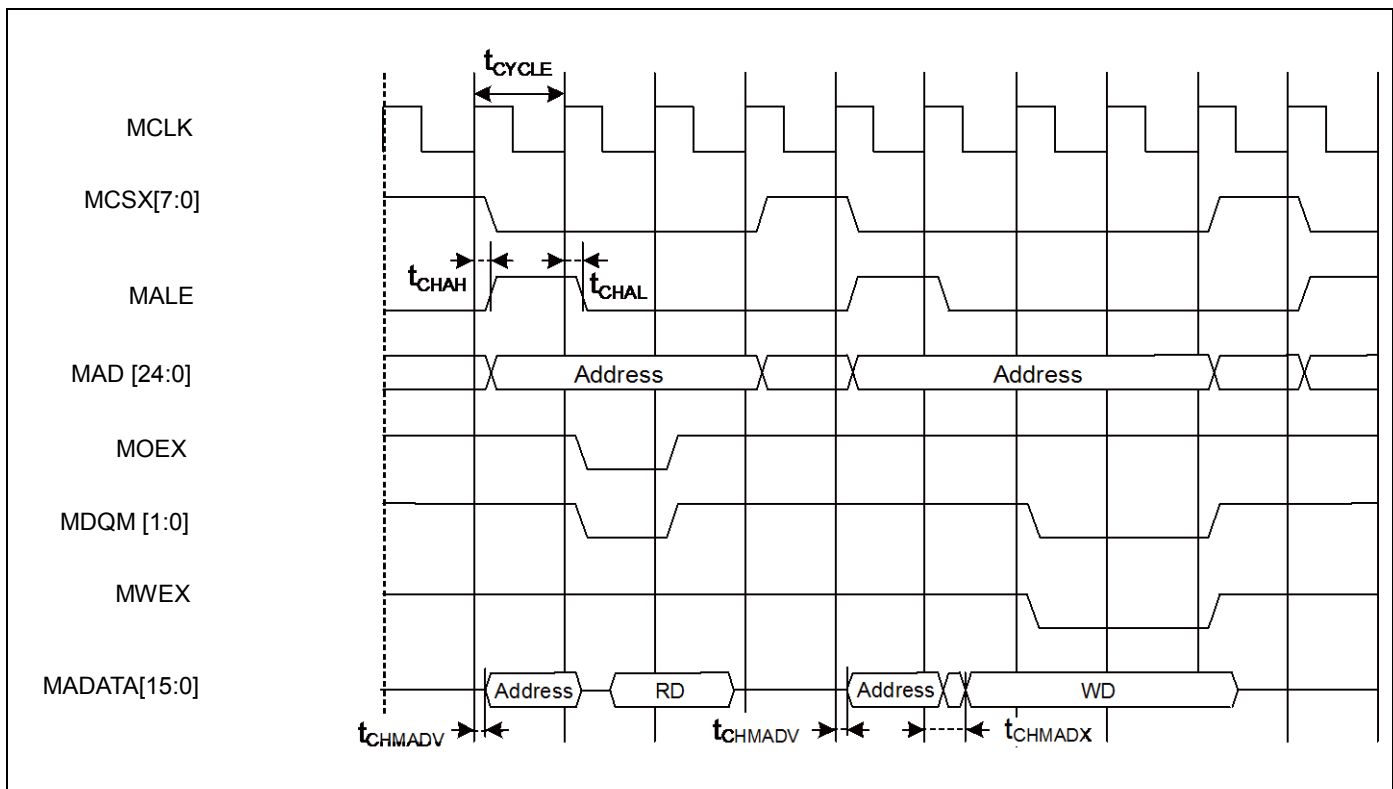 tCYCLE
MCLK
MCSX[7:0]
tCHAH
tCHAL
MALE
MAD [24:0]
Address
Address
MOEX
MDQM [1:0]
MWEX
MADATA[15:0]
Address
RD
Address
WD
tCHMADV
tCHMADV
tCHMADX